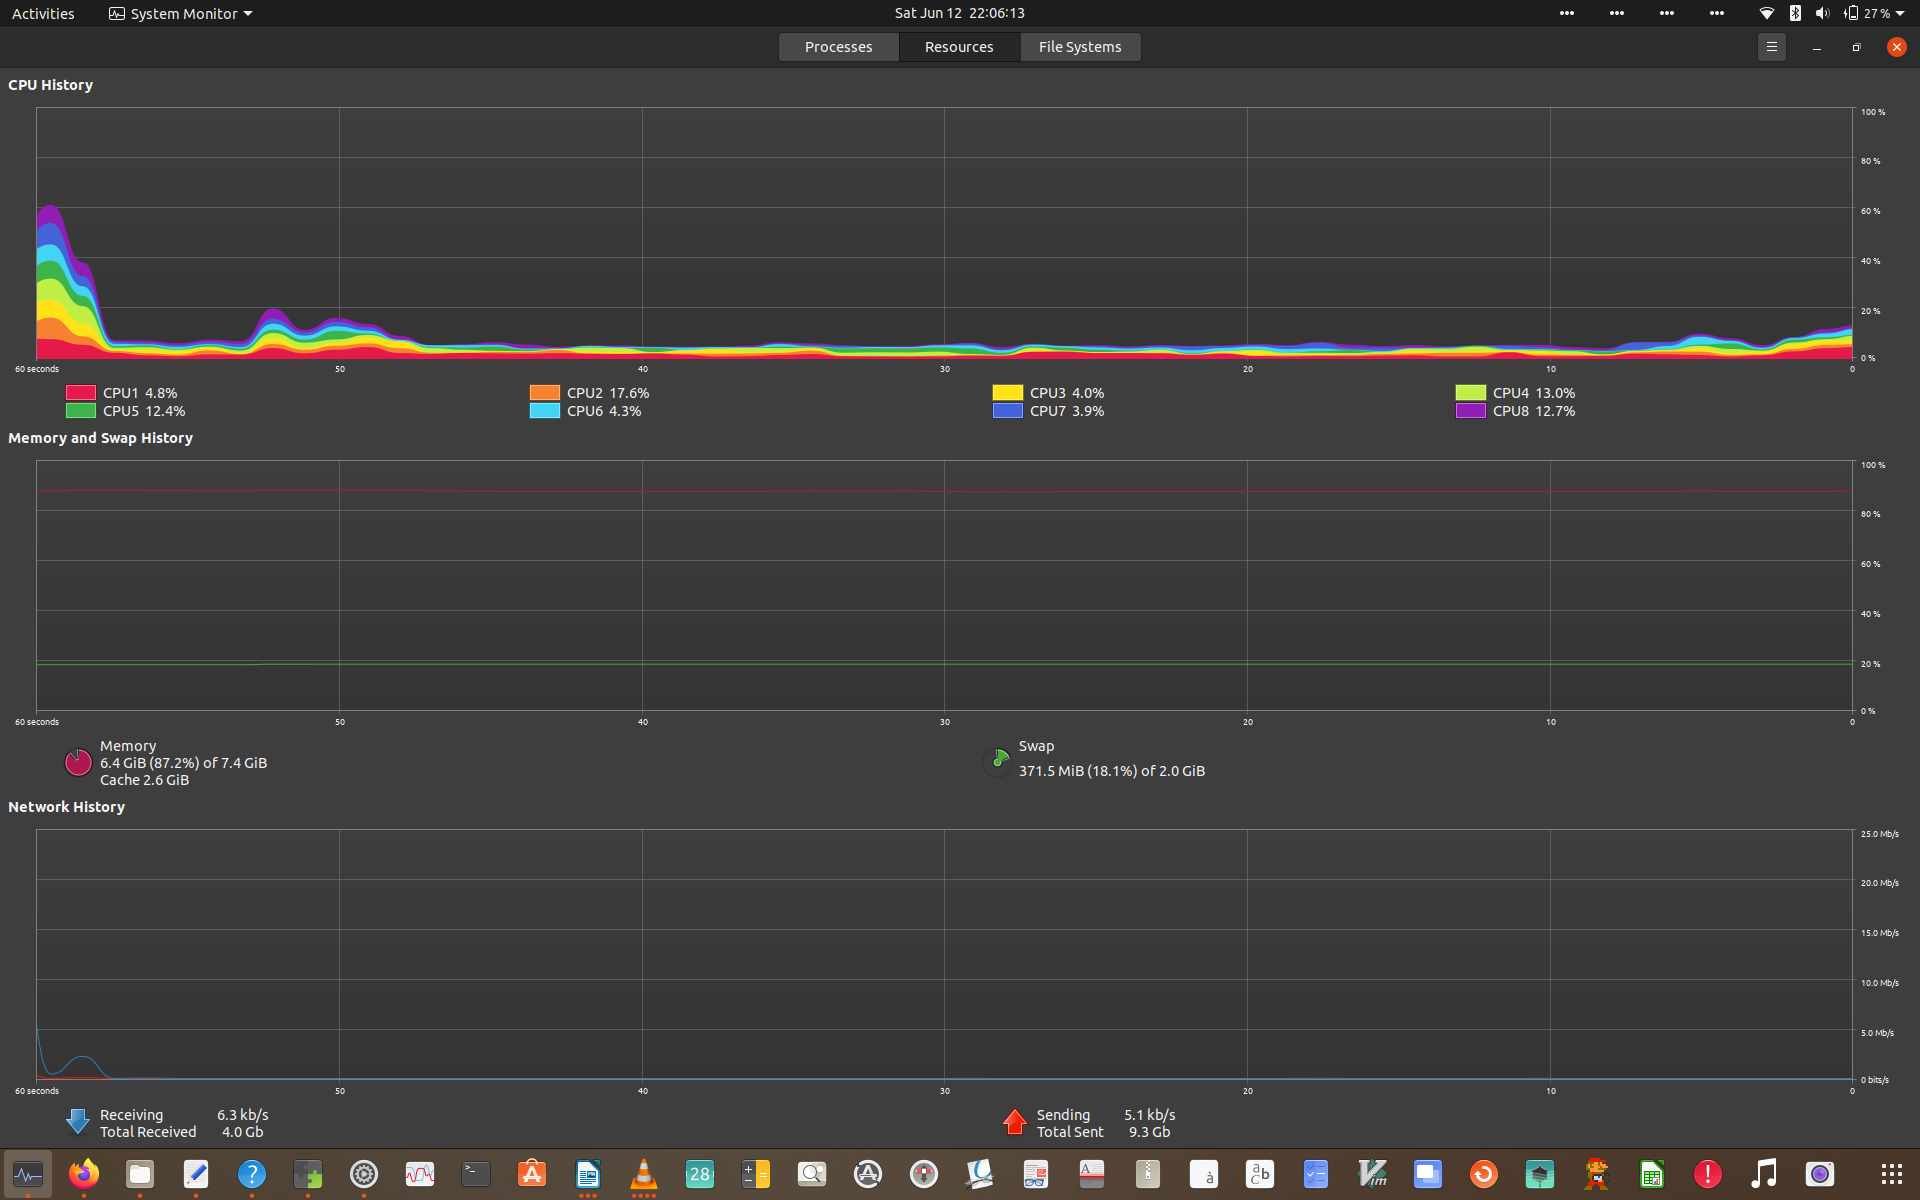 Activities System Monitor Sat Jun 12 22:06:13 27 %
Processes Resources File Systems
CPU History
100 %
80 %
60 %
40 %
20 %
0 %
60 seconds 50 40 30 20 10 0
CPU1 4.8% CPU2 17.6% CPU3 4.0% CPU4 13.0%
CPU5 12.4% CPU6 4.3% CPU7 3.9% CPU8 12.7%
Memory and Swap History
100 %
80 %
60 %
40 %
20 %
0 %
60 seconds 50 40 30 20 10 0
Memory
6.4 GiB (87.2%) of 7.4 GiB
Cache 2.6 GiB
Swap
371.5 MiB (18.1%) of 2.0 GiB
Network History
25.0 Mb/s
20.0 Mb/s
15.0 Mb/s
10.0 Mb/s
5.0 Mb/s
0 bits/s
60 seconds 50 40 30 20 10 0
Receiving 6.3 kb/s
Total Received 4.0 Gb
Sending 5.1 kb/s
Total Sent 9.3 Gb
28
à
a b c
Vim